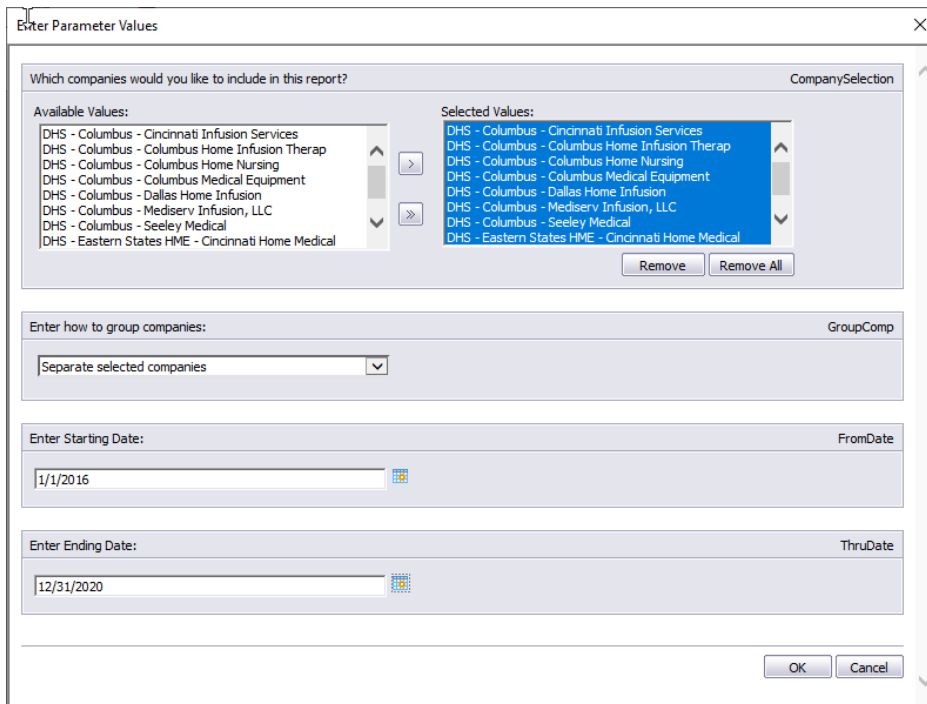 Enter Parameter Values
Which companies would you like to include in this report? CompanySelection
Available Values: Selected Values:
DHS - Columbus - Cincinnati Infusion Services
DHS - Columbus - Columbus Home Infusion Therap
DHS - Columbus - Columbus Home Nursing
DHS - Columbus - Columbus Medical Equipment
DHS - Columbus - Dallas Home Infusion
DHS - Columbus - Mediserv Infusion, LLC
DHS - Columbus - Seeley Medical
DHS - Eastern States HME - Cincinnati Home Medical
>
»
DHS - Columbus - Cincinnati Infusion Services
DHS - Columbus - Columbus Home Infusion Therap
DHS - Columbus - Columbus Home Nursing
DHS - Columbus - Columbus Medical Equipment
DHS - Columbus - Dallas Home Infusion
DHS - Columbus - Mediserv Infusion, LLC
DHS - Columbus - Seeley Medical
DHS - Eastern States HME - Cincinnati Home Medical
Remove Remove All
Enter how to group companies: GroupComp
Separate selected companies
Enter Starting Date: FromDate
1/1/2016
Enter Ending Date: ThruDate
12/31/2020
OK Cancel